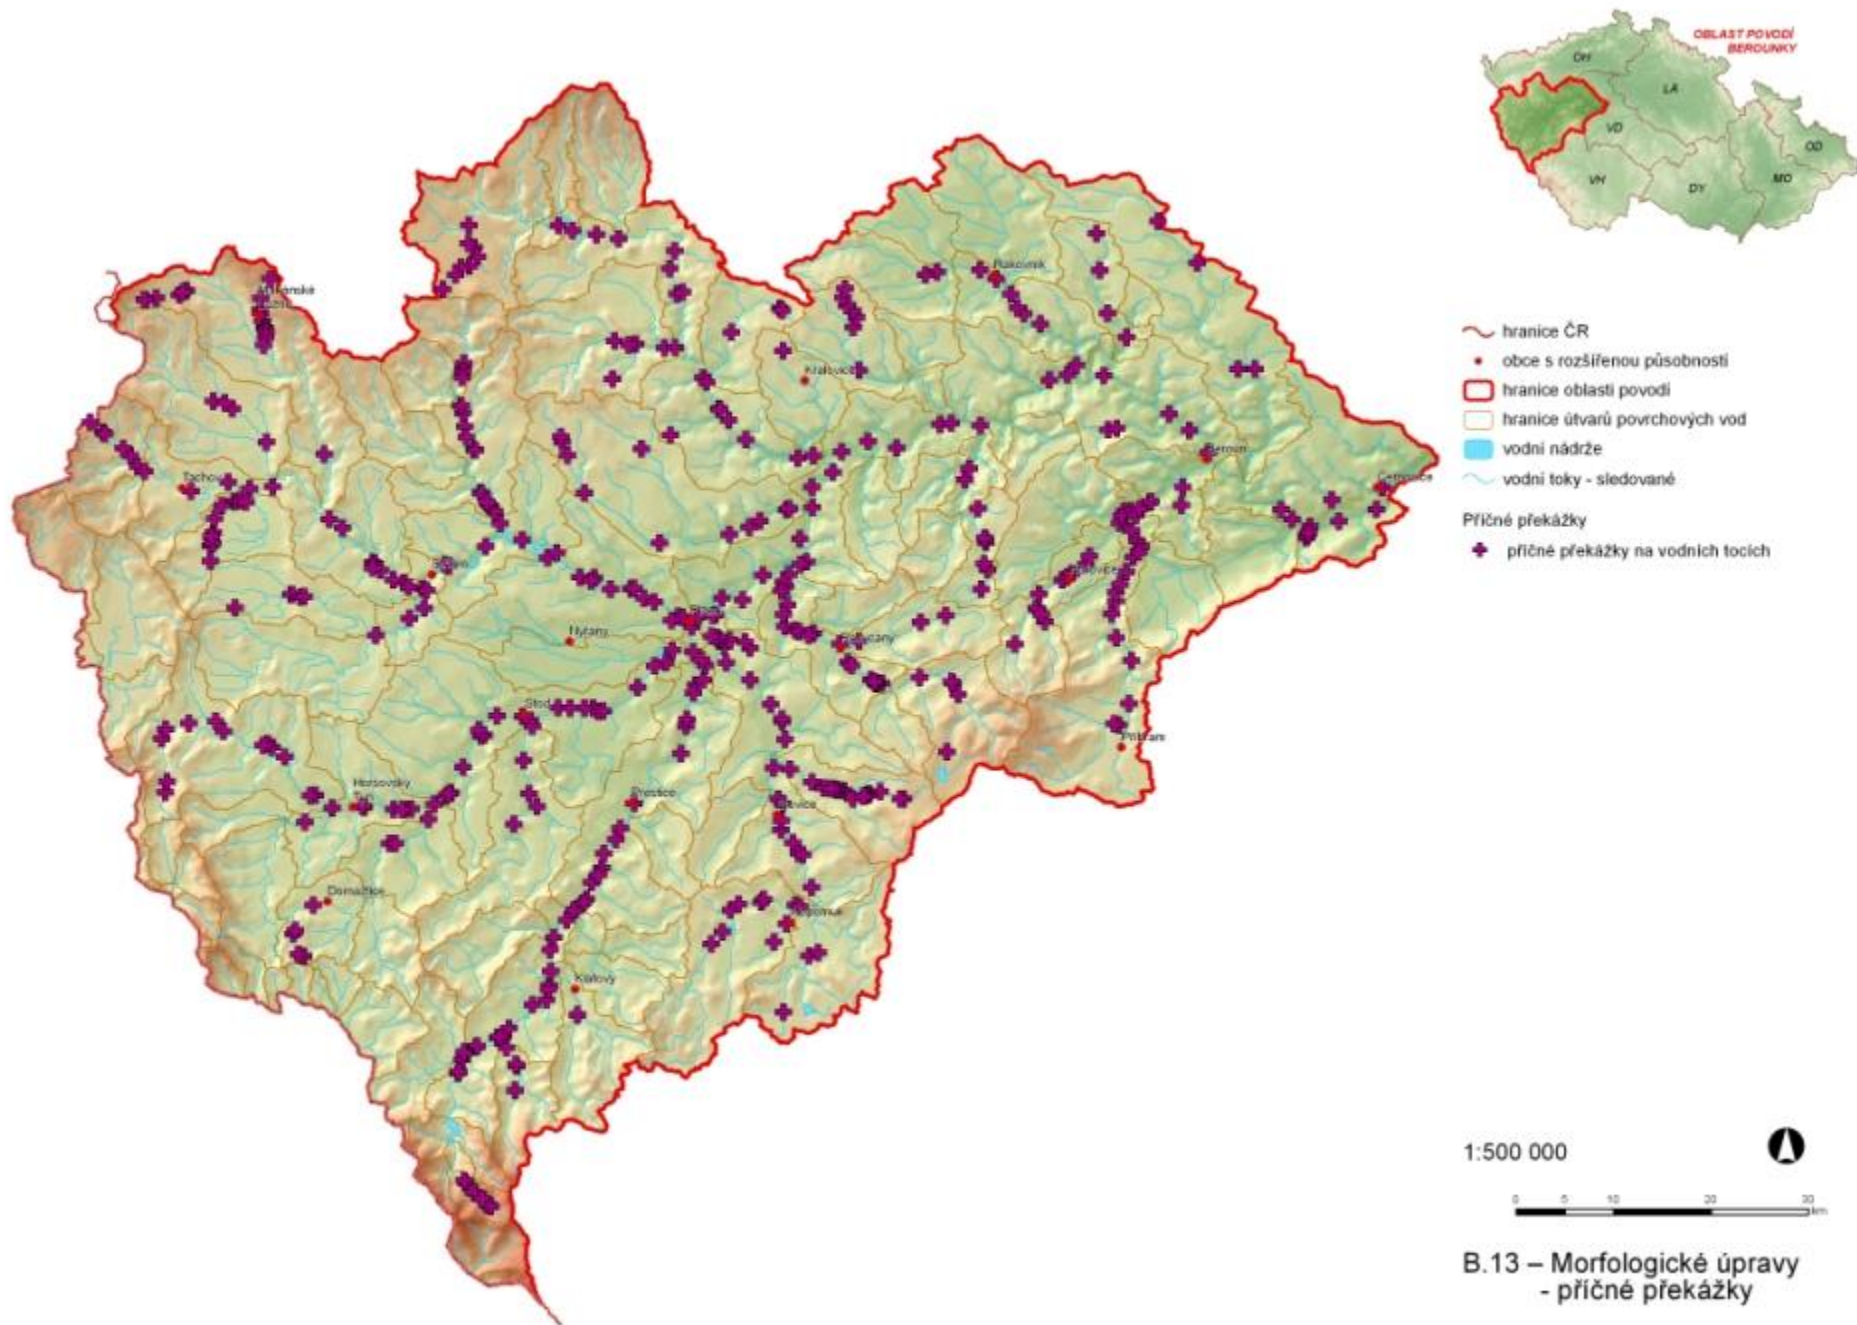 OBLAST POVODÍ
BEROUNKY
OH
LA
VD
OD
VH
DY
MO
Rakovník
Kralovice
Beroun
Černošice
Tachov
Nýřany
Stod
Příbram
Horšovský
Přeštice
Domažlice
Klatovy
hranice ČR
obce s rozšířenou působností
hranice oblasti povodí
hranice útvarů povrchových vod
vodní nádrže
vodní toky - sledované
Příčné překážky
příčné překážky na vodních tocích
1:500 000
0 5 10 20 30
km
B.13 – Morfologické úpravy
- příčné překážky